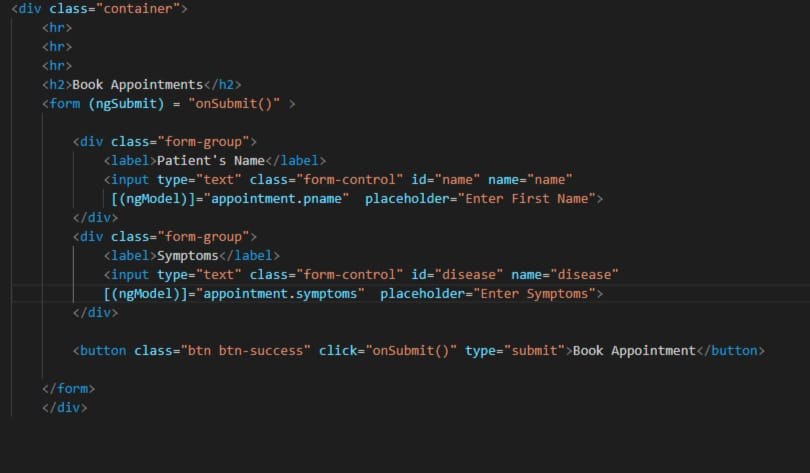 <div class="container">
<hr>
<hr>
<hr>
<h2>Book Appointments</h2>
<form (ngSubmit) = "onSubmit()" >
<div class="form-group">
<label>Patient's Name</label>
<input type="text" class="form-control" id="name" name="name"
[(ngModel)]="appointment.pname"  placeholder="Enter First Name">
</div>
<div class="form-group">
<label>Symptoms</label>
<input type="text" class="form-control" id="disease" name="disease"
[(ngModel)]="appointment.symptoms"  placeholder="Enter Symptoms">
</div>
<button class="btn btn-success" click="onSubmit()" type="submit">Book Appointment</button>
</form>
</div>